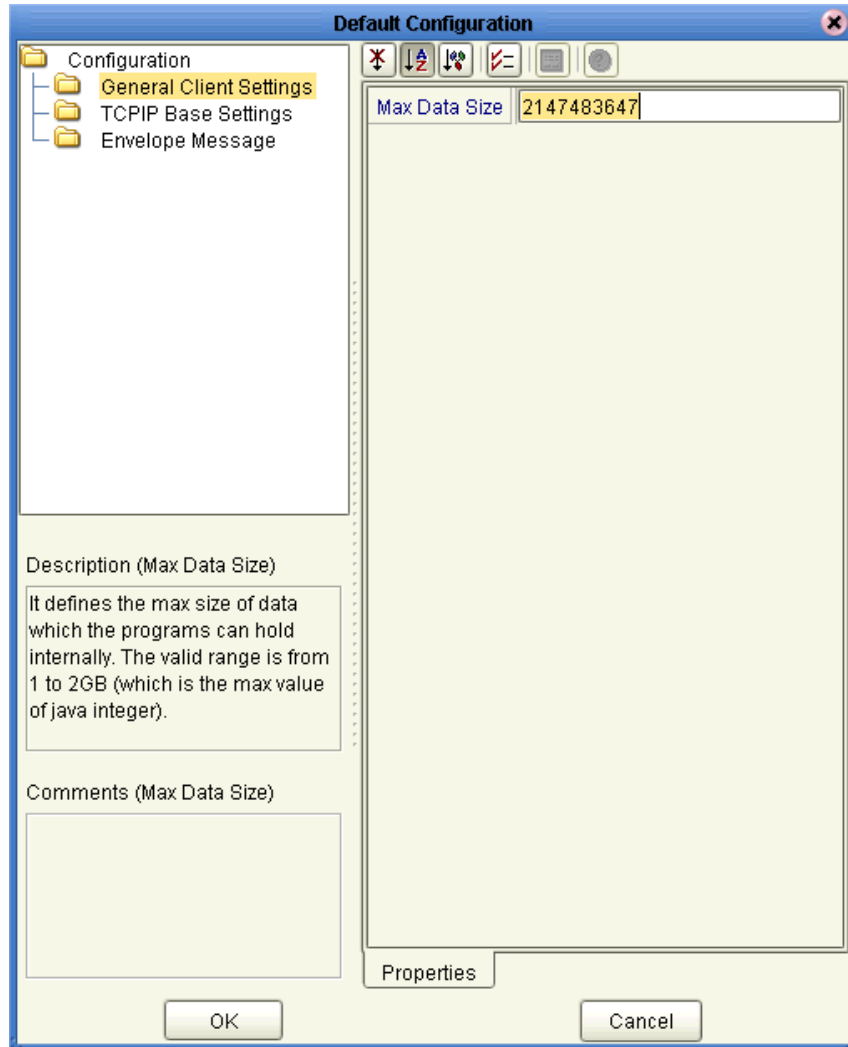 Default Configuration
Configuration
General Client Settings
TCPIP Base Settings
Envelope Message
Max Data Size 2147483647
Description (Max Data Size)
It defines the max size of data
which the programs can hold
internally. The valid range is from
1 to 2GB (which is the max value
of java integer).
Comments (Max Data Size)
Properties
OK Cancel